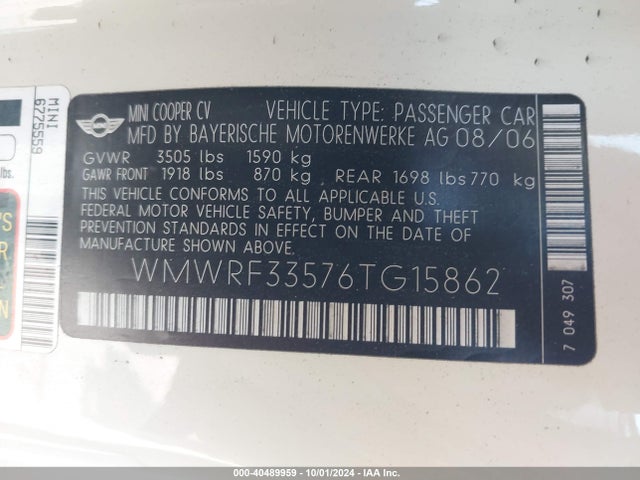 MINI COOPER CV VEHICLE TYPE: PASSENGER CAR
MFD BY BAYERISCHE MOTORENWERKE AG 08/06
GVWR 3505 lbs 1590 kg
GAWR FRONT 1918 lbs 870 kg REAR 1698 lbs 770 kg
THIS VEHICLE CONFORMS TO ALL APPLICABLE U.S.
FEDERAL MOTOR VEHICLE SAFETY, BUMPER AND THEFT
PREVENTION STANDARDS IN EFFECT ON THE DATE
OF MANUFACTURE SHOWN ABOVE.
WMWRF33576TG15862
7 049 307
MINI
6775559
lbs.
000-40489959 - 10/01/2024 - IAA Inc.